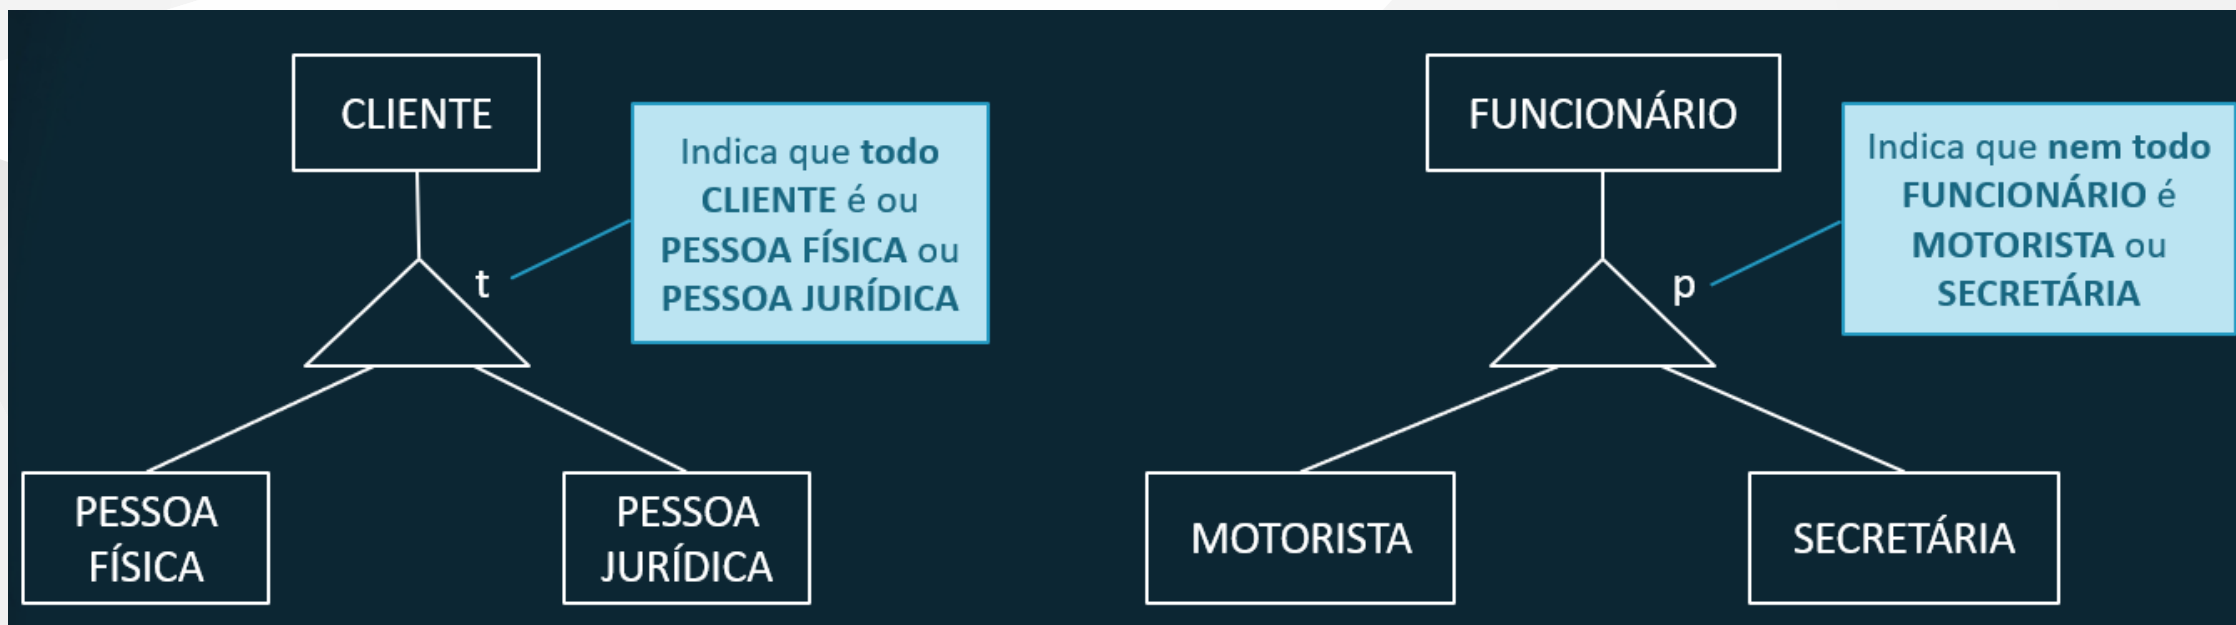 CLIENTE
Indica que todo
CLIENTE é ou
PESSOA FÍSICA ou
PESSOA JURÍDICA
t
PESSOA
FÍSICA
PESSOA
JURÍDICA
FUNCIONÁRIO
Indica que nem todo
FUNCIONÁRIO é
MOTORISTA ou
SECRETÁRIA
p
MOTORISTA
SECRETÁRIA